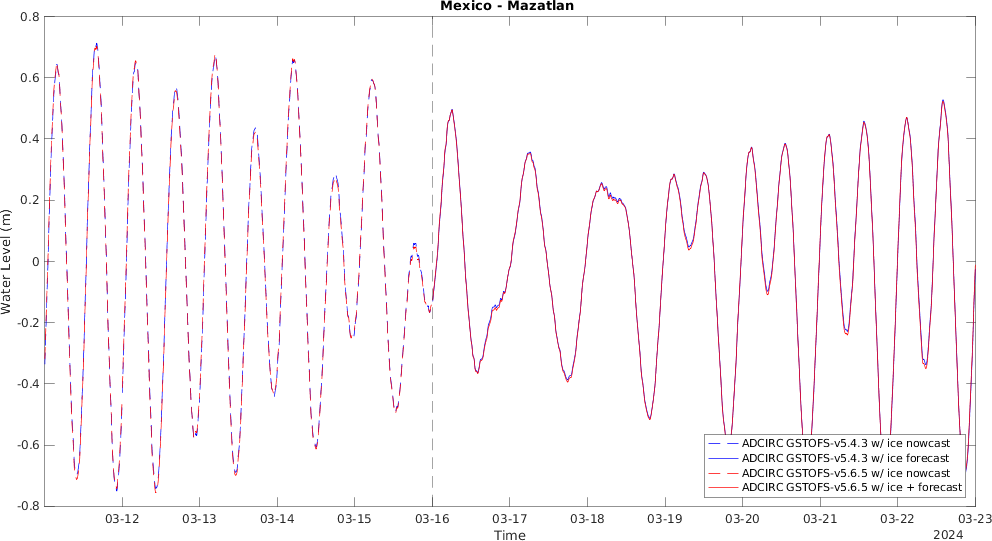 Mexico - Mazatlan
0.8
0.6
0.4
0.2
0
-0.2
-0.4
-0.6
-0.8
Water Level (m)
ADCIRC GSTOFS-v5.4.3 w/ ice nowcast
ADCIRC GSTOFS-v5.4.3 w/ ice forecast
ADCIRC GSTOFS-v5.6.5 w/ ice nowcast
ADCIRC GSTOFS-v5.6.5 w/ ice + forecast
03-12 03-13 03-14 03-15 03-16 03-17 03-18 03-19 03-20 03-21 03-22 03-23
Time
2024